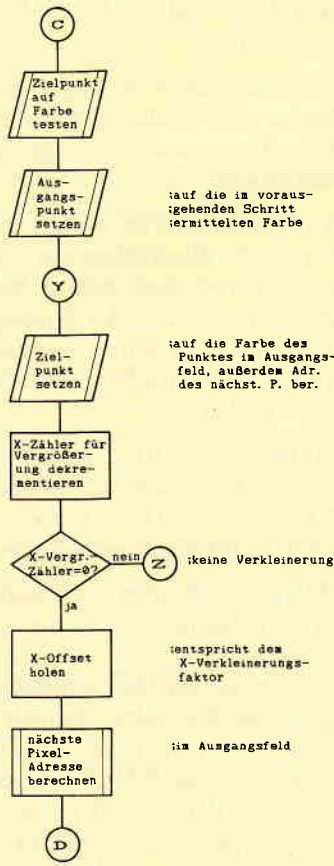 C
Zielpunkt
auf
Farbe
testen
Aus-
gangs-
punkt
setzen
;auf die im voraus-
;gehenden Schritt
;ermittelten Farbe
Y
Ziel-
punkt
setzen
;auf die Farbe des
Punktes im Ausgangs-
feld, außerdem Adr.
des nächst. P. ber.
X-Zähler für
Vergrößer-
ung dekre-
mentieren
X-Vergr.-
Zähler=0?
nein
Z
;keine Verkleinerung
ja
X-Offset
holen
;entspricht dem
X-Verkleinerungs-
faktor
nächste
Pixel-
Adresse
berechnen
;im Ausgangsfeld
D